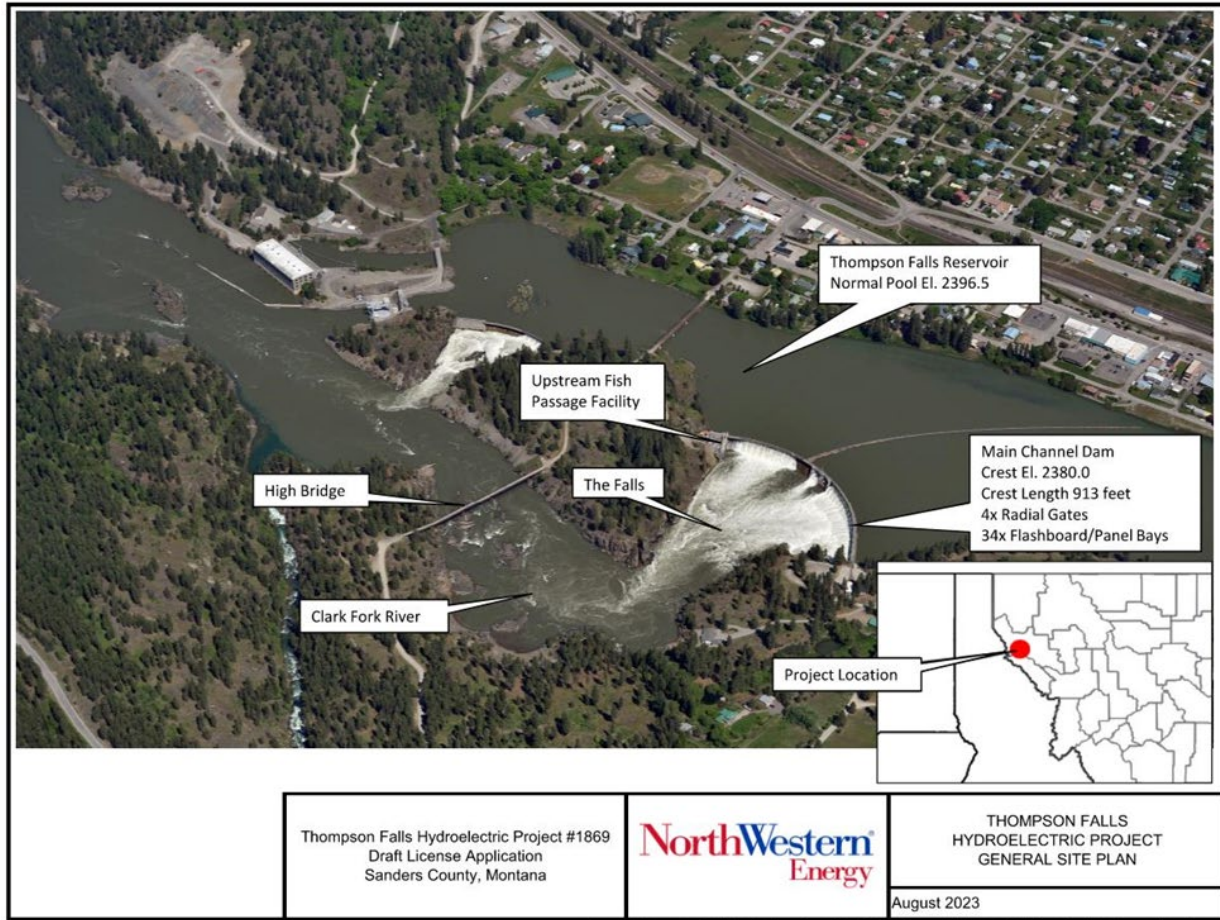 Thompson Falls Reservoir
Normal Pool El. 2396.5
Upstream Fish
Passage Facility
Main Channel Dam
Crest El. 2380.0
Crest Length 913 feet
4x Radial Gates
34x Flashboard/Panel Bays
High Bridge
The Falls
Clark Fork River
Project Location
Thompson Falls Hydroelectric Project #1869
Draft License Application
Sanders County, Montana
NorthWestern®
Energy
THOMPSON FALLS
HYDROELECTRIC PROJECT
GENERAL SITE PLAN
August 2023